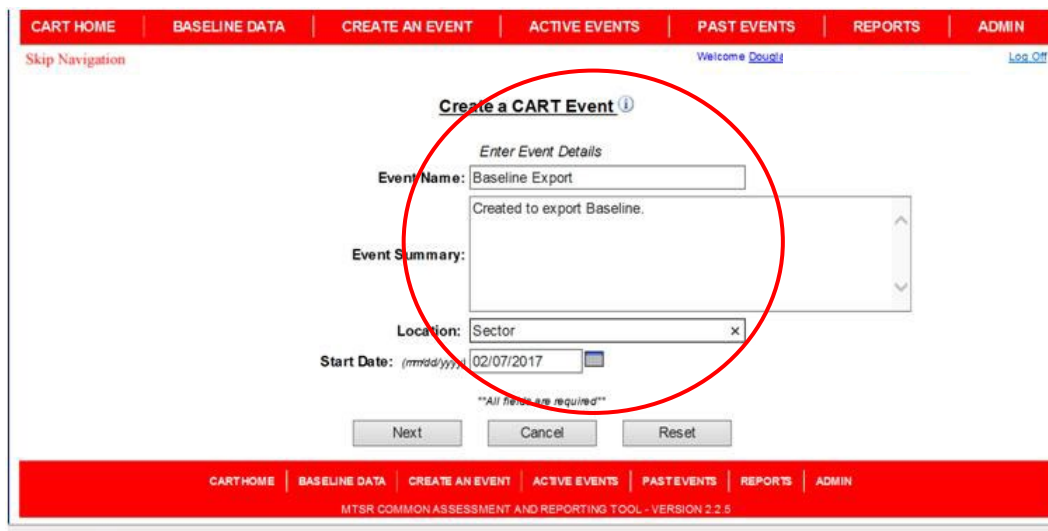 CART HOME | BASELINE DATA | CREATE AN EVENT | ACTIVE EVENTS | PAST EVENTS | REPORTS | ADMIN
Skip Navigation Welcome Dougla Log Off
Create a CART Event
Enter Event Details
Event Name: Baseline Export
Created to export Baseline.
Event Summary:
Location: Sector ×
Start Date: (mm/dd/yyyy) 02/07/2017
**All fields are required**
Next Cancel Reset
CART HOME | BASELINE DATA | CREATE AN EVENT | ACTIVE EVENTS | PAST EVENTS | REPORTS | ADMIN
MTSR COMMON ASSESSMENT AND REPORTING TOOL - VERSION 2.2.5